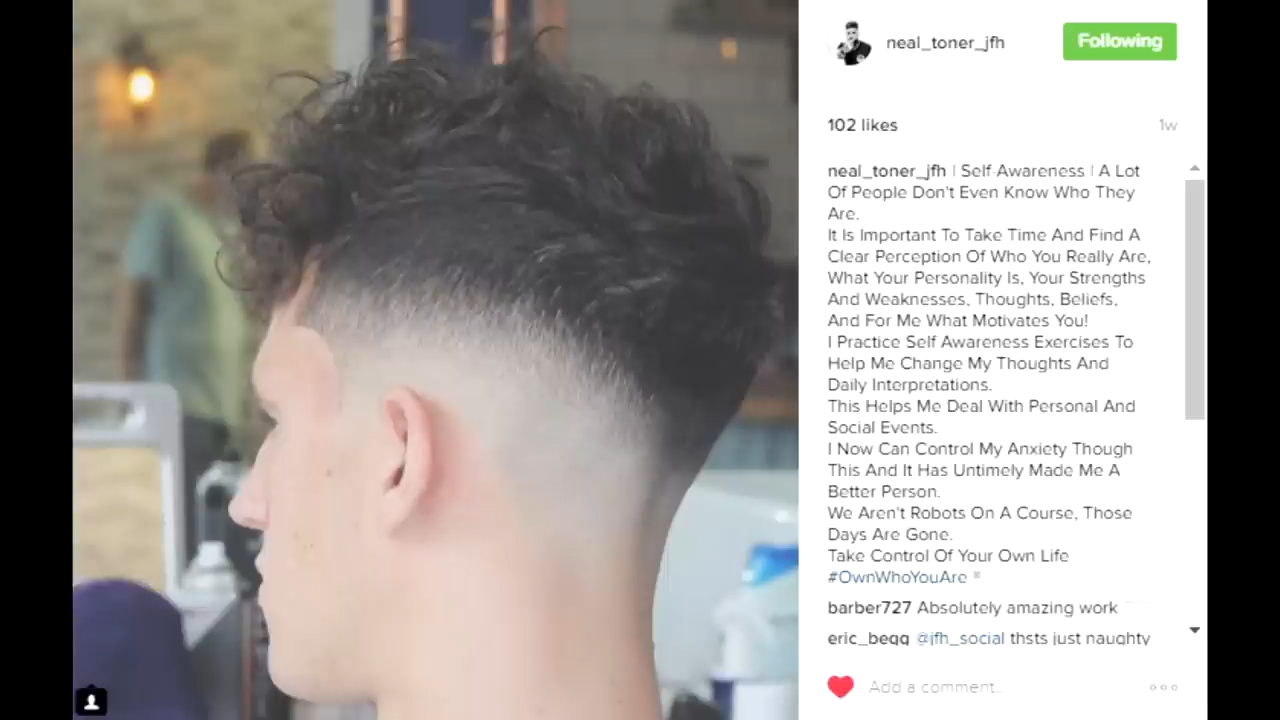 neal_toner_jfh
Following
102 likes
1w
neal_toner_jfh | Self Awareness | A Lot
Of People Don't Even Know Who They
Are.
It Is Important To Take Time And Find A
Clear Perception Of Who You Really Are,
What Your Personality Is, Your Strengths
And Weaknesses, Thoughts, Beliefs,
And For Me What Motivates You!
I Practice Self Awareness Exercises To
Help Me Change My Thoughts And
Daily Interpretations.
This Helps Me Deal With Personal And
Social Events.
I Now Can Control My Anxiety Though
This And It Has Untimely Made Me A
Better Person.
We Aren't Robots On A Course, Those
Days Are Gone.
Take Control Of Your Own Life
#OwnWhoYouAre
barber727 Absolutely amazing work
eric_begg @jfh_social thsts just naughty
Add a comment...